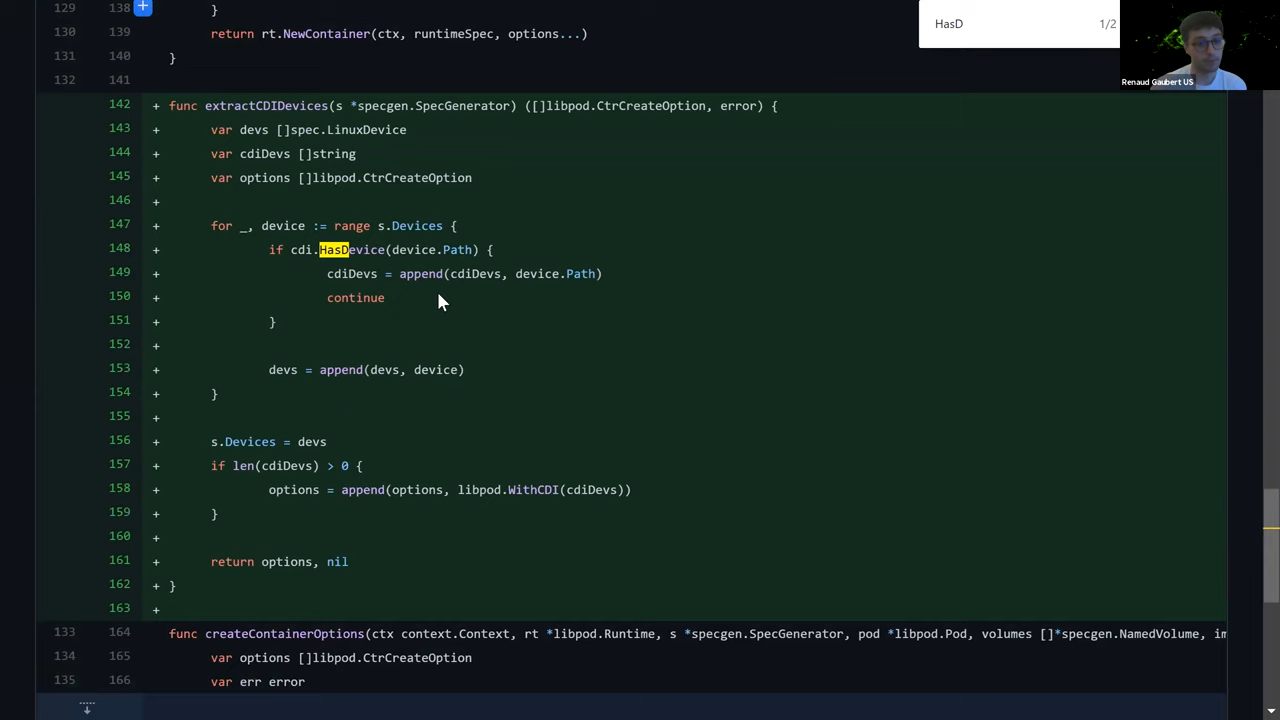 129 138 }
130 139 return rt.NewContainer(ctx, runtimeSpec, options...)
131 140 }
132 141
142 + func extractCDIDevices(s *specgen.SpecGenerator) ([]libpod.CtrCreateOption, error) {
143 + var devs []spec.LinuxDevice
144 + var cdiDevs []string
145 + var options []libpod.CtrCreateOption
146 +
147 + for _, device := range s.Devices {
148 + if cdi.HasDevice(device.Path) {
149 + cdiDevs = append(cdiDevs, device.Path)
150 + continue
151 + }
152 +
153 + devs = append(devs, device)
154 + }
155 +
156 + s.Devices = devs
157 + if len(cdiDevs) > 0 {
158 + options = append(options, libpod.WithCDI(cdiDevs))
159 + }
160 +
161 + return options, nil
162 + }
163 +
133 164 func createContainerOptions(ctx context.Context, rt *libpod.Runtime, s *specgen.SpecGenerator, pod *libpod.Pod, volumes []*specgen.NamedVolume, im
134 165 var options []libpod.CtrCreateOption
135 166 var err error
HasD 1/2
Renaud Gaubert US